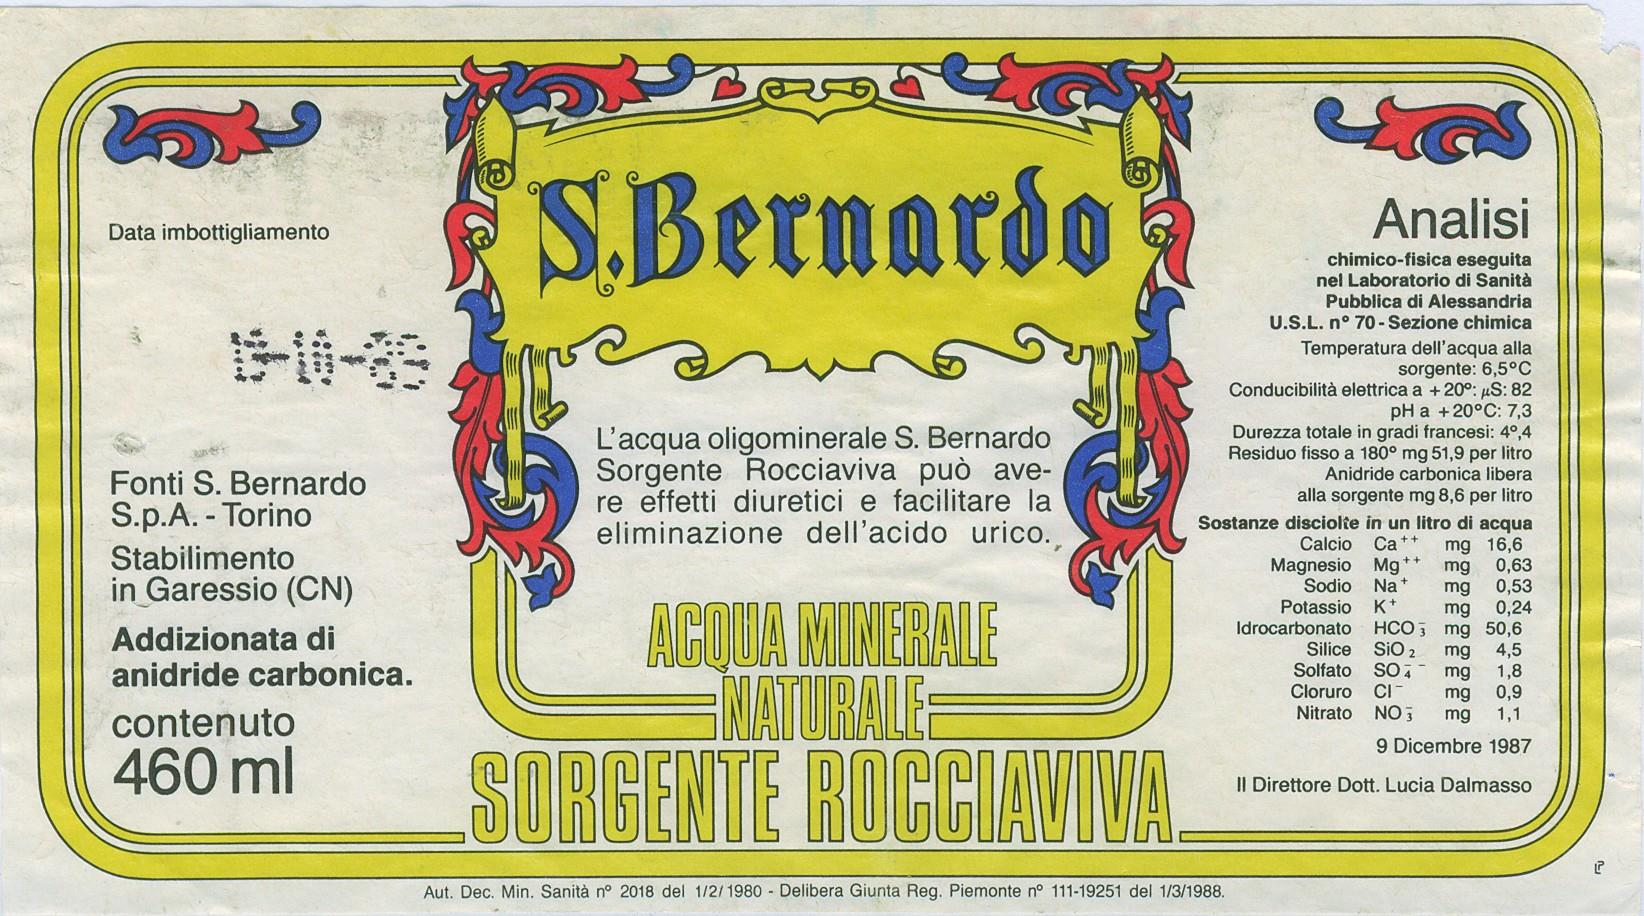 S.Bernardo
Data imbottigliamento
Fonti S. Bernardo
S.p.A. - Torino
Stabilimento
in Garessio (CN)
Addizionata di
anidride carbonica.
contenuto
460 ml
L'acqua oligominerale S. Bernardo
Sorgente Rocciaviva può ave-
re effetti diuretici e facilitare la
eliminazione dell'acido urico.
ACQUA MINERALE
NATURALE
SORGENTE ROCCIAVIVA
Analisi
chimico-fisica eseguita
nel Laboratorio di Sanità
Pubblica di Alessandria
U.S.L. n° 70 - Sezione chimica
Temperatura dell'acqua alla
sorgente: 6,5°C
Conducibilità elettrica a +20°: µS: 82
pH a +20°C: 7,3
Durezza totale in gradi francesi: 4°,4
Residuo fisso a 180° mg 51,9 per litro
Anidride carbonica libera
alla sorgente mg 8,6 per litro
Sostanze disciolte in un litro di acqua
Calcio Ca++ mg 16,6
Magnesio Mg++ mg 0,63
Sodio Na+ mg 0,53
Potassio K+ mg 0,24
Idrocarbonato HCO3- mg 50,6
Silice SiO2 mg 4,5
Solfato SO4-- mg 1,8
Cloruro Cl- mg 0,9
Nitrato NO3- mg 1,1
9 Dicembre 1987
Il Direttore Dott. Lucia Dalmasso
Aut. Dec. Min. Sanità n° 2018 del 1/2/1980 - Delibera Giunta Reg. Piemonte n° 111-19251 del 1/3/1988.